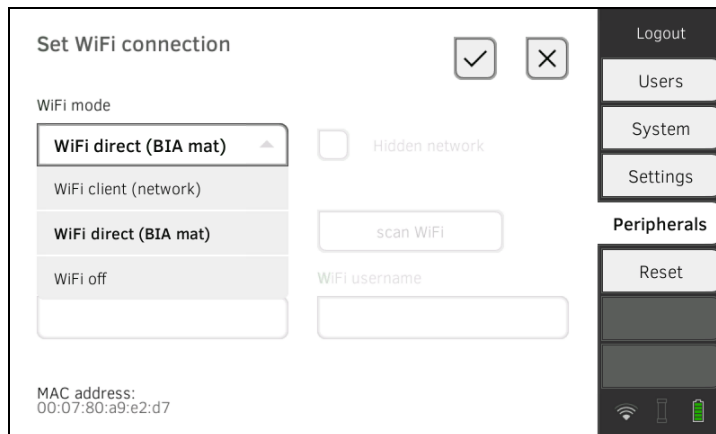 Set WiFi connection
WiFi mode
WiFi direct (BIA mat)
Hidden network
WiFi client (network)
WiFi direct (BIA mat)
scan WiFi
WiFi off
WiFi username
MAC address:
00:07:80:a9:e2:d7
Logout
Users
System
Settings
Peripherals
Reset